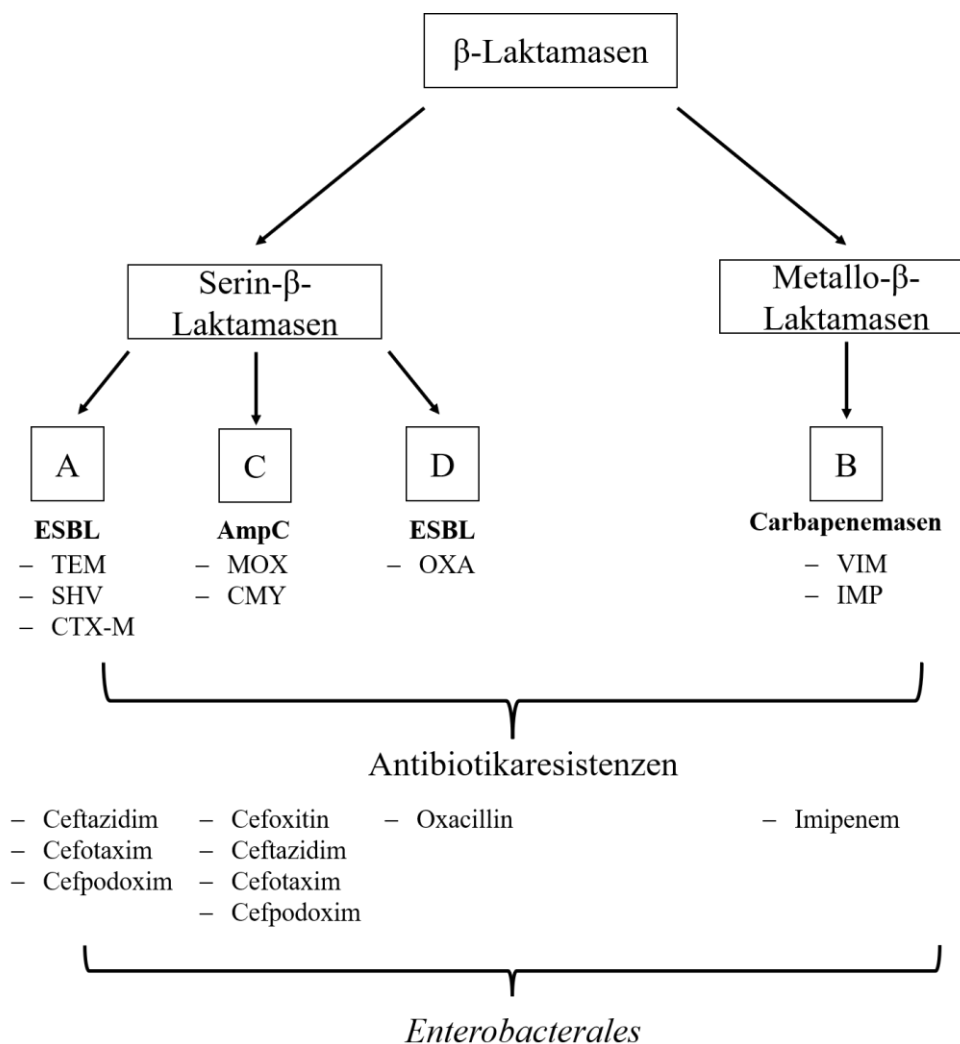 β-Laktamasen
Serin-β-
Laktamasen
Metallo-β-
Laktamasen
A
C
D
B
ESBL
– TEM
– SHV
– CTX-M
AmpC
– MOX
– CMY
ESBL
– OXA
Carbapenemasen
– VIM
– IMP
Antibiotikaresistenzen
– Ceftazidim
– Cefotaxim
– Cefpodoxim
– Cefoxitin
– Ceftazidim
– Cefotaxim
– Cefpodoxim
– Oxacillin
– Imipenem
Enterobacterales